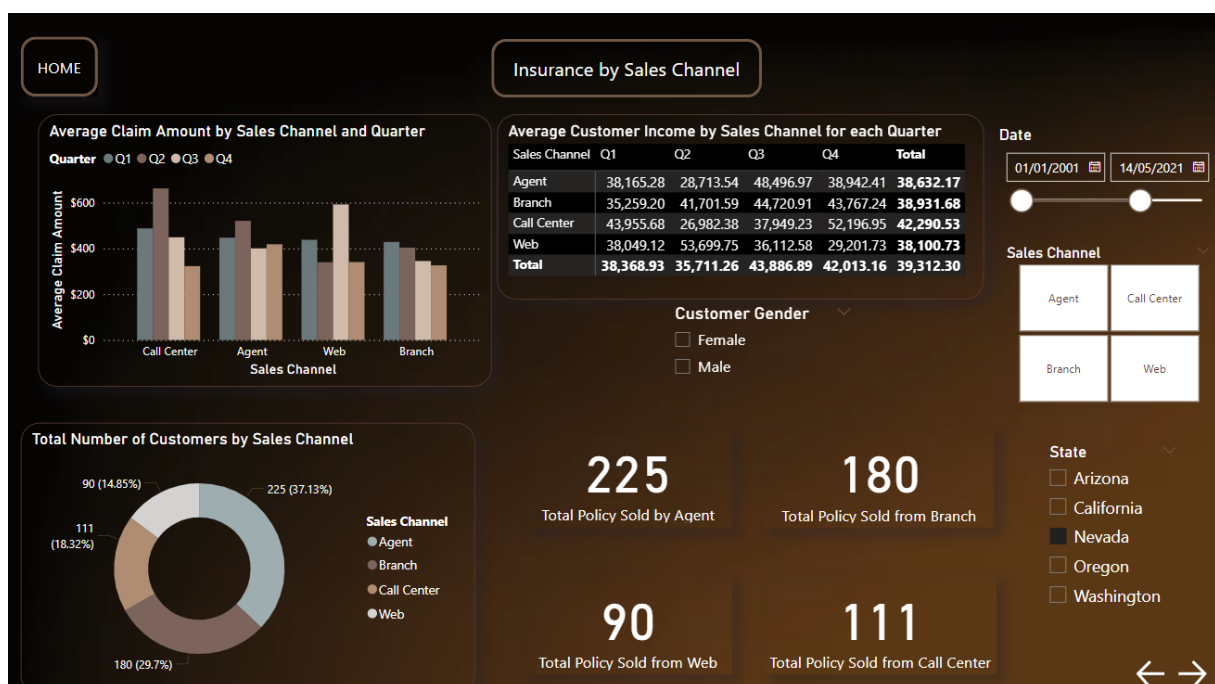 HOME
Insurance by Sales Channel
Average Claim Amount by Sales Channel and Quarter
Quarter Q1 Q2 Q3 Q4
Average Claim Amount
$600
$400
$200
$0
Call Center Agent Web Branch
Sales Channel
Average Customer Income by Sales Channel for each Quarter
Sales Channel Q1 Q2 Q3 Q4 Total
Agent 38,165.28 28,713.54 48,496.97 38,942.41 38,632.17
Branch 35,259.20 41,701.59 44,720.91 43,767.24 38,931.68
Call Center 43,955.68 26,982.38 37,949.23 52,196.95 42,290.53
Web 38,049.12 53,699.75 36,112.58 29,201.73 38,100.73
Total 38,368.93 35,711.26 43,886.89 42,013.16 39,312.30
Date
01/01/2001 14/05/2021
Sales Channel
Agent Call Center
Branch Web
Customer Gender
Female
Male
Total Number of Customers by Sales Channel
90 (14.85%)
225 (37.13%)
111
(18.32%)
180 (29.7%)
Sales Channel
Agent
Branch
Call Center
Web
225
Total Policy Sold by Agent
180
Total Policy Sold from Branch
90
Total Policy Sold from Web
111
Total Policy Sold from Call Center
State
Arizona
California
Nevada
Oregon
Washington